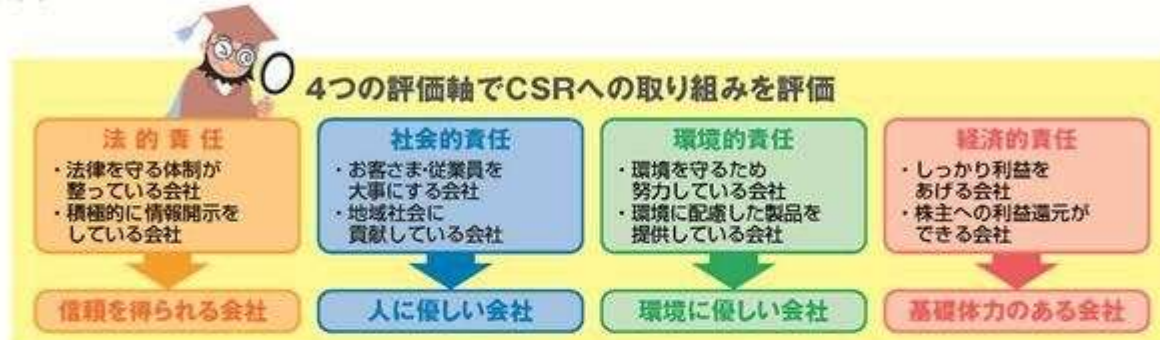 4つの評価軸でCSRへの取り組みを評価
法的責任
・法律を守る体制が
整っている会社
・積極的に情報開示を
している会社
信頼を得られる会社
社会的責任
・お客さま・従業員を
大事にする会社
・地域社会に
貢献している会社
人に優しい会社
環境的責任
・環境を守るため
努力している会社
・環境に配慮した製品を
提供している会社
環境に優しい会社
経済的責任
・しっかり利益を
あげる会社
・株主への利益還元が
できる会社
基礎体力のある会社